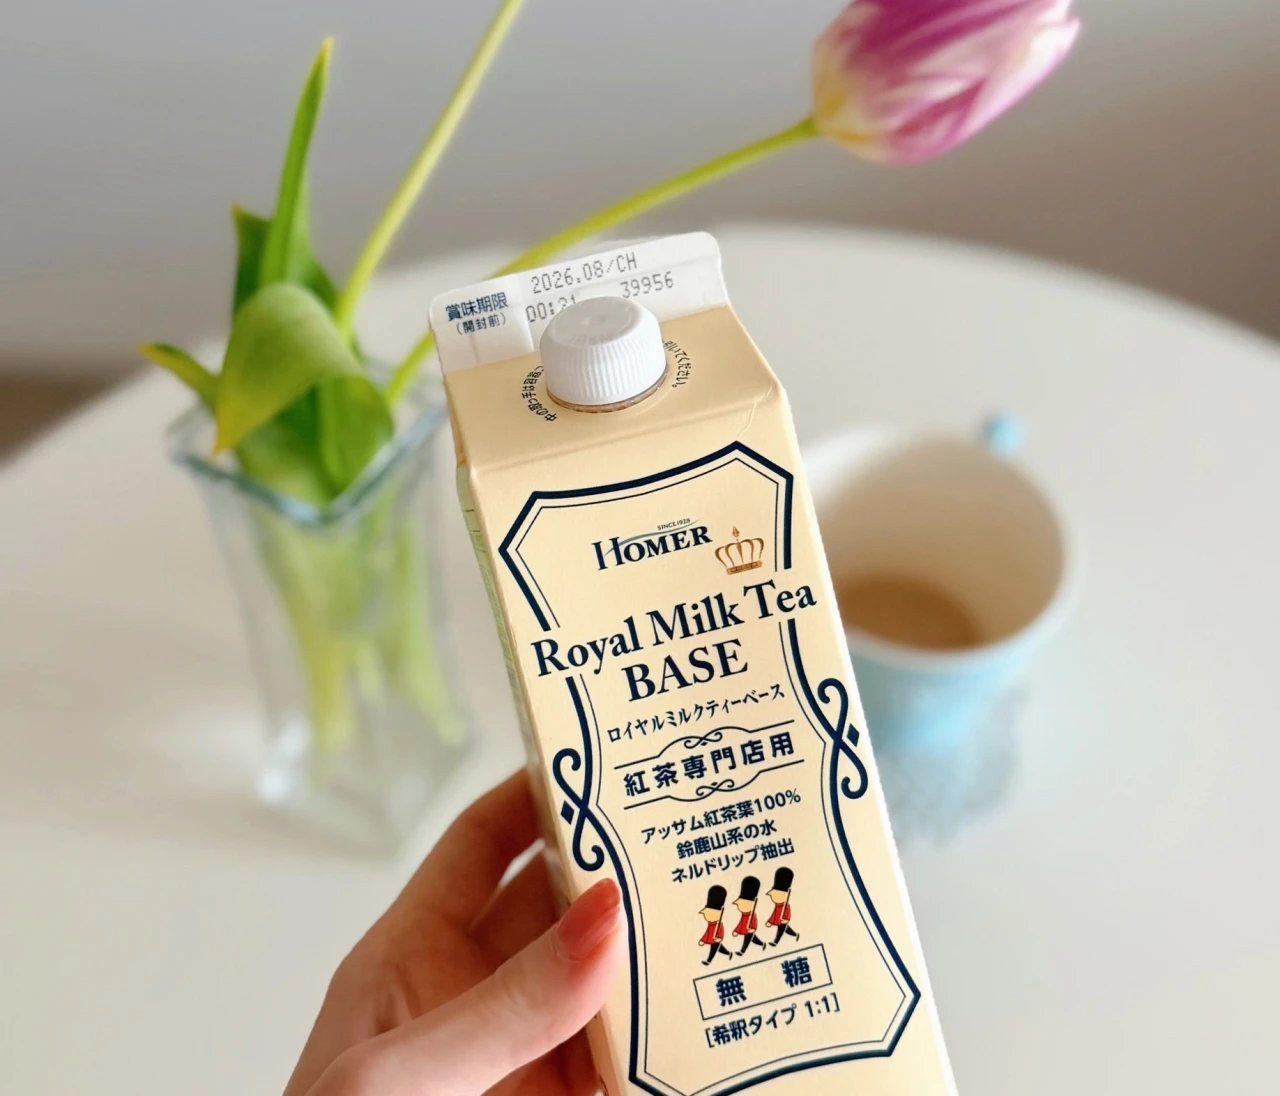 2026.08/CH
賞味期限
39956
(開封前)
SINCE 1928
HOMER
Royal Milk Tea
BASE
ロイヤルミルクティーベース
紅茶専門店用
アッサム紅茶葉100%
鈴鹿山系の水
ネルドリップ抽出
無 糖
[希釈タイプ 1:1]